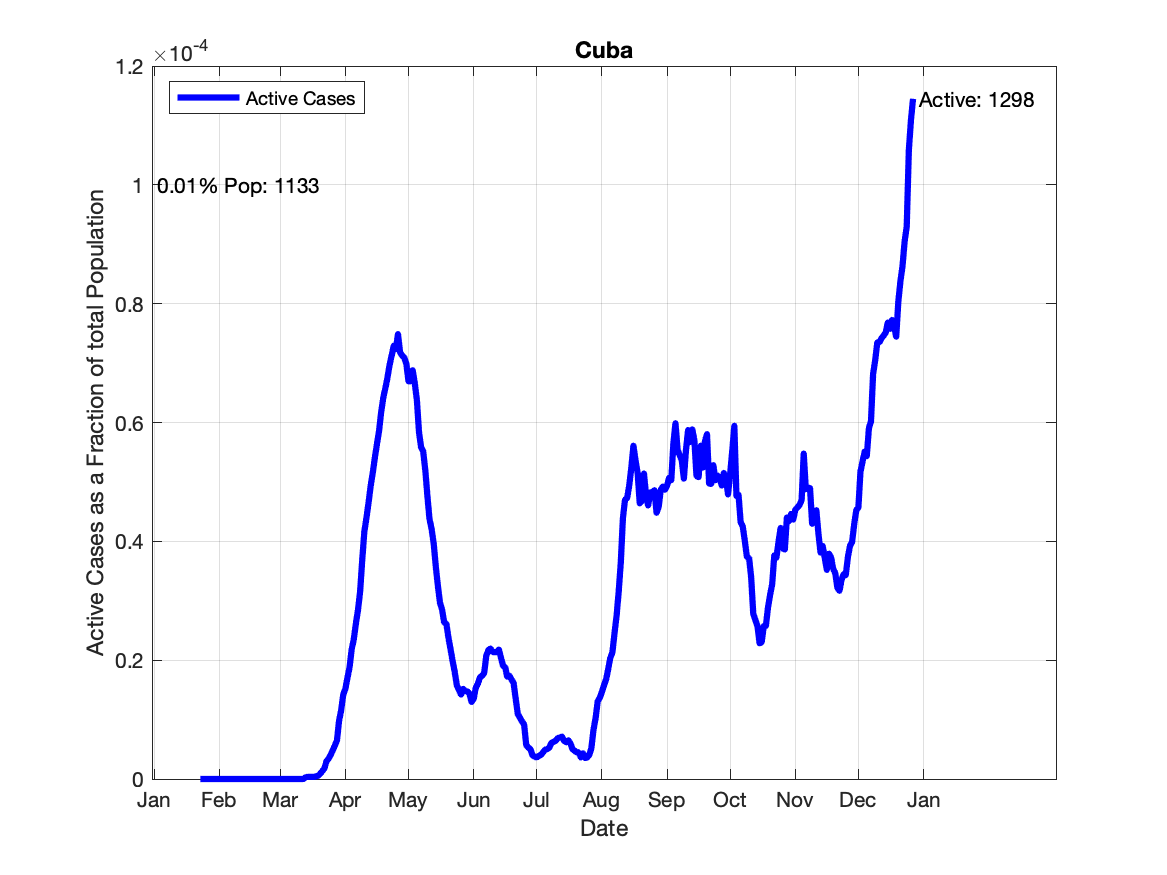 Cuba
×10-4
1.2
Active Cases
Active: 1298
1
0.01% Pop: 1133
0.8
0.6
0.4
0.2
0
Active Cases as a Fraction of total Population
Jan Feb Mar Apr May Jun Jul Aug Sep Oct Nov Dec Jan
Date